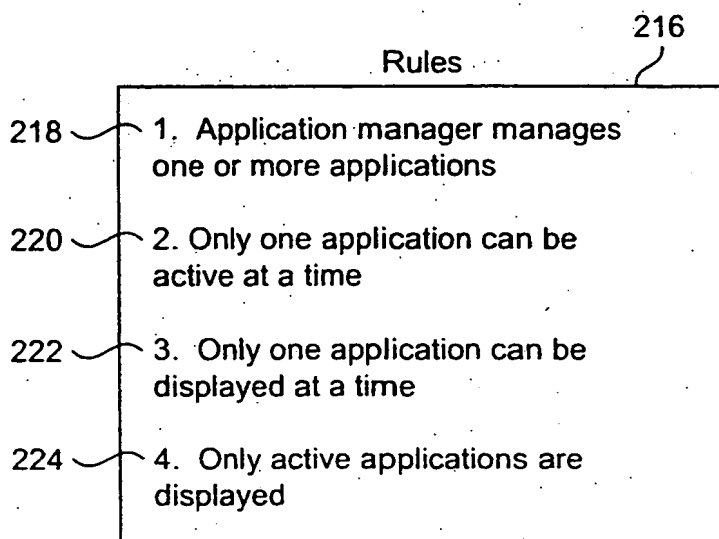 216
Rules
218 1. Application manager manages
one or more applications
220 2. Only one application can be
active at a time
222 3. Only one application can be
displayed at a time
224 4. Only active applications are
displayed